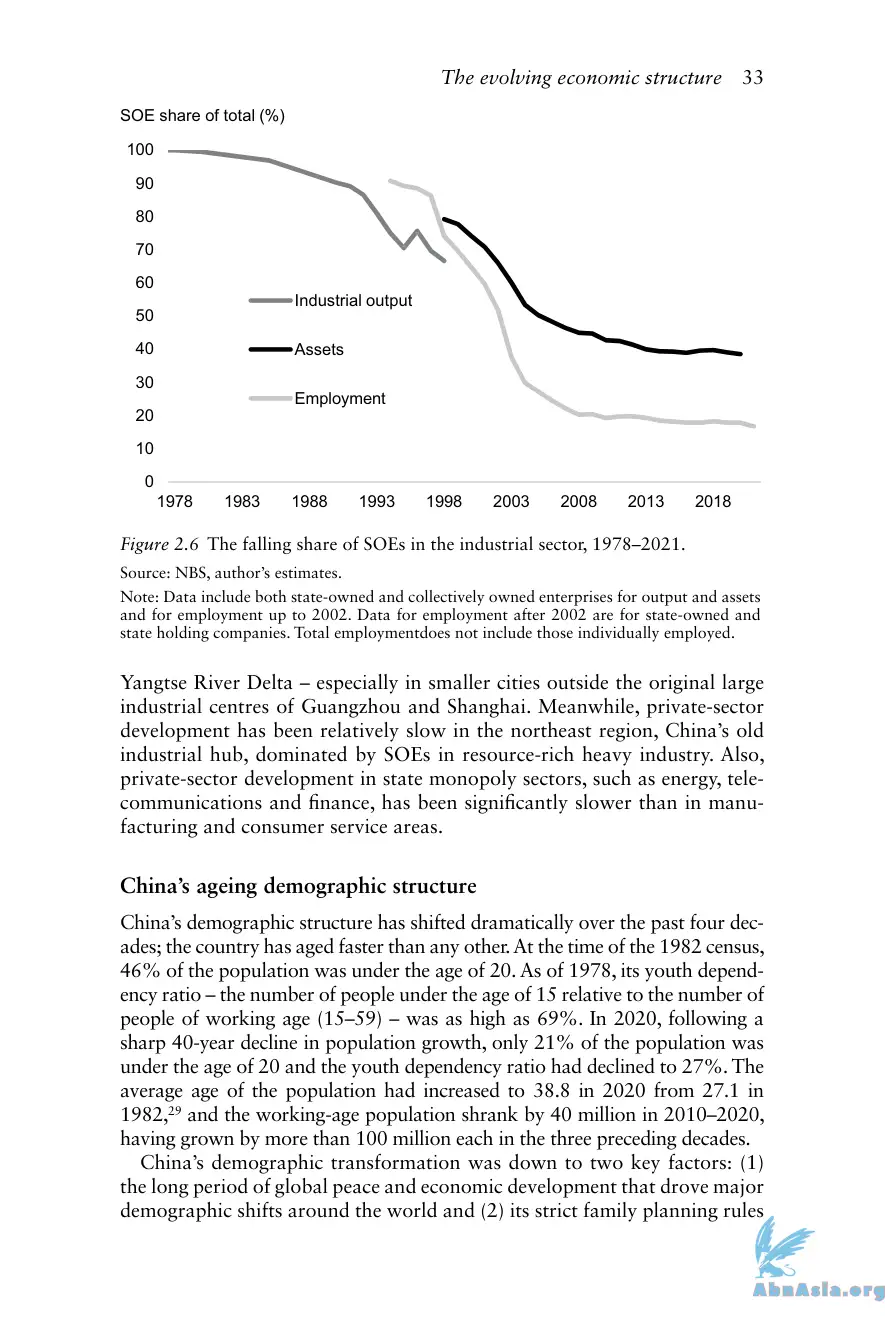 The evolving economic structure 33
SOE share of total (%)
100
90
80
70
60
50
40
30
20
10
0
Industrial output
Assets
Employment
1978 1983 1988 1993 1998 2003 2008 2013 2018
Figure 2.6 The falling share of SOEs in the industrial sector, 1978–2021.
Source: NBS, author’s estimates.
Note: Data include both state-owned and collectively owned enterprises for output and assets
and for employment up to 2002. Data for employment after 2002 are for state-owned and
state holding companies. Total employmentdoes not include those individually employed.
Yangtse River Delta – especially in smaller cities outside the original large
industrial centres of Guangzhou and Shanghai. Meanwhile, private-sector
development has been relatively slow in the northeast region, China’s old
industrial hub, dominated by SOEs in resource-rich heavy industry. Also,
private-sector development in state monopoly sectors, such as energy, tele-
communications and finance, has been significantly slower than in manu-
facturing and consumer service areas.
China’s ageing demographic structure
China’s demographic structure has shifted dramatically over the past four dec-
ades; the country has aged faster than any other. At the time of the 1982 census,
46% of the population was under the age of 20. As of 1978, its youth depend-
ency ratio – the number of people under the age of 15 relative to the number of
people of working age (15–59) – was as high as 69%. In 2020, following a
sharp 40-year decline in population growth, only 21% of the population was
under the age of 20 and the youth dependency ratio had declined to 27%. The
average age of the population had increased to 38.8 in 2020 from 27.1 in
1982,²⁹ and the working-age population shrank by 40 million in 2010–2020,
having grown by more than 100 million each in the three preceding decades.
China’s demographic transformation was down to two key factors: (1)
the long period of global peace and economic development that drove major
demographic shifts around the world and (2) its strict family planning rules
AbnAsia.org